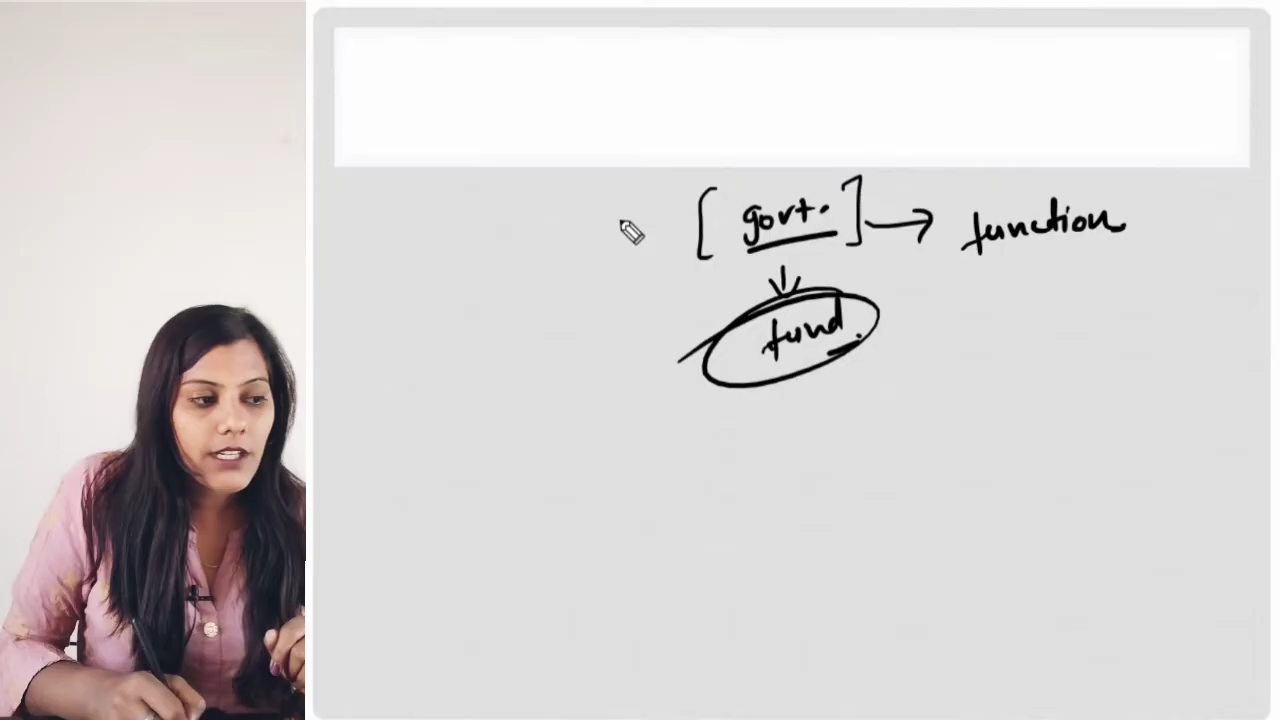 [ govt. ] → function
fund.